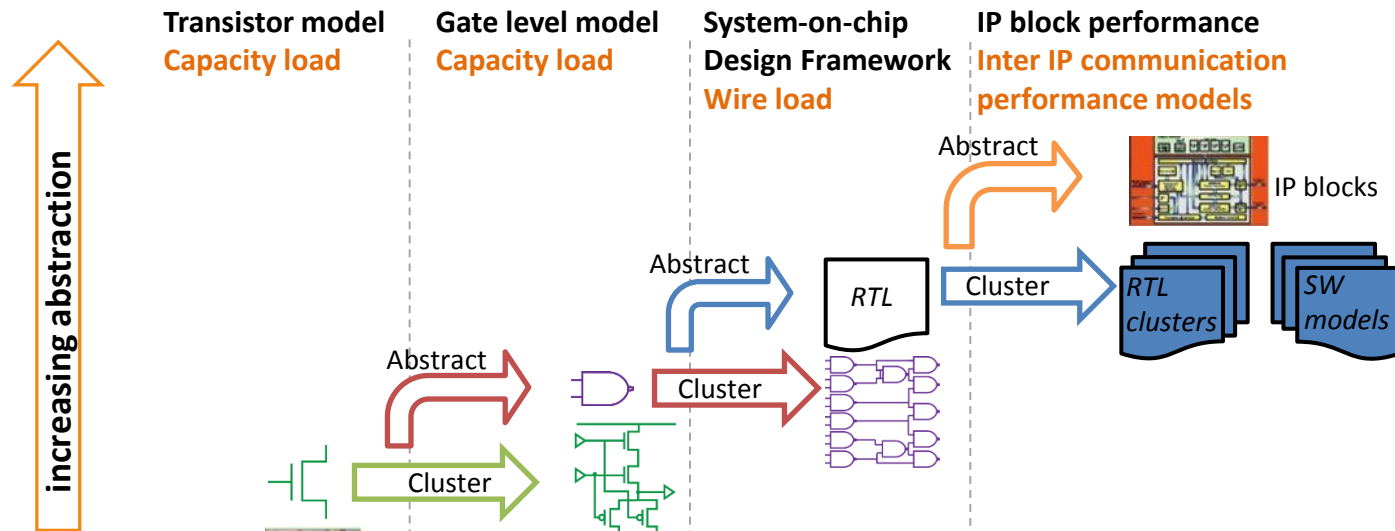 Transistor model
Capacity load
Gate level model
Capacity load
System-on-chip
Design Framework
Wire load
IP block performance
Inter IP communication
performance models
increasing abstraction
Abstract
IP blocks
Abstract
RTL
Cluster
RTL
clusters
SW
models
Abstract
Cluster
Cluster